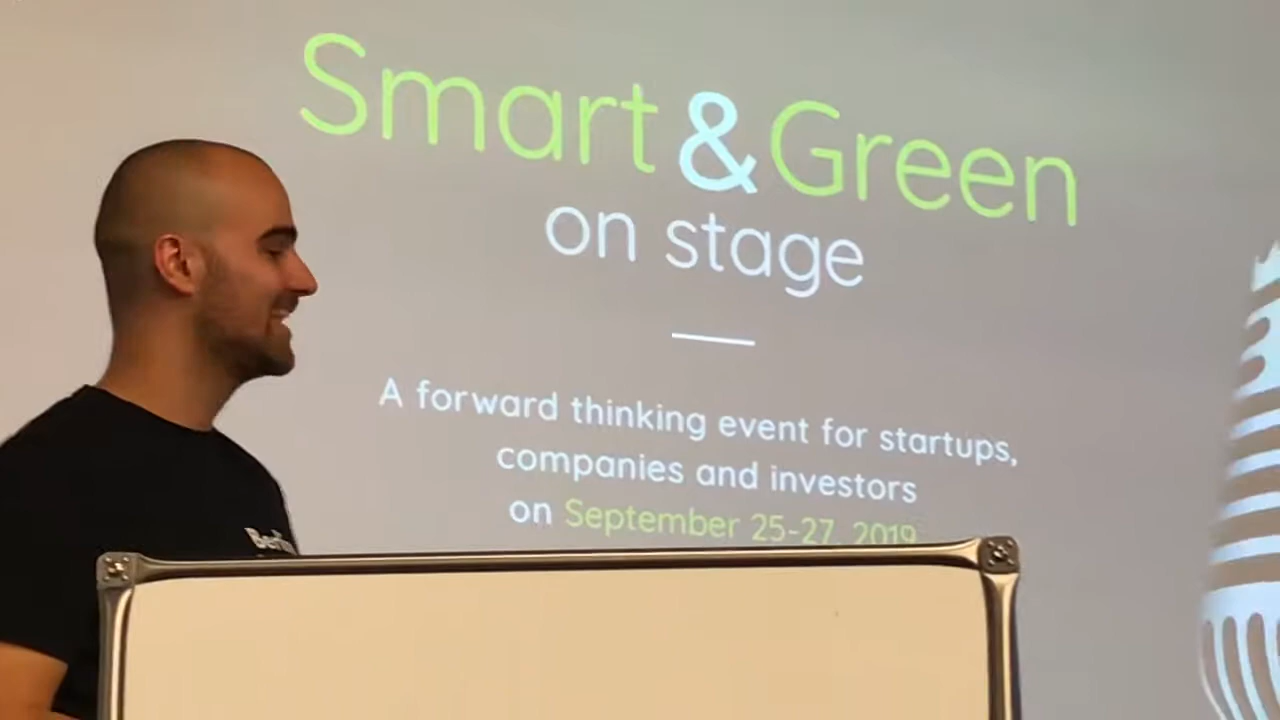 Smart & Green
on stage
A forward thinking event for startups,
companies and investors
on September 25-27, 2019